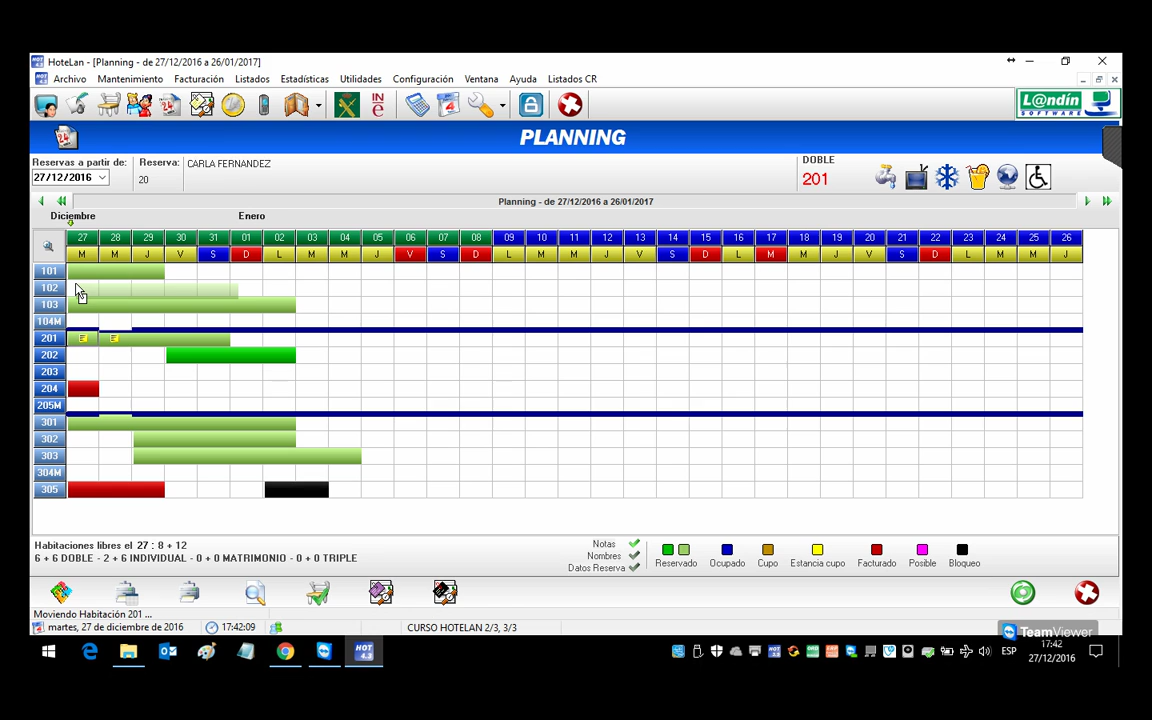 HoteLan - [Planning - de 27/12/2016 a 26/01/2017]
Archivo Mantenimiento Facturación Listados Estadísticas Utilidades Configuración Ventana Ayuda Listados CR
L@ndín
SOFTWARE
PLANNING
Reservas a partir de: Reserva: CARLA FERNANDEZ DOBLE
27/12/2016 20 201
Planning - de 27/12/2016 a 26/01/2017
Diciembre Enero
27 28 29 30 31 01 02 03 04 05 06 07 08 09 10 11 12 13 14 15 16 17 18 19 20 21 22 23 24 25 26
M M J V S D L M M J V S D L M M J V S D L M M J V S D L M M J
101
102
103
104M
201
202
203
204
205M
301
302
303
304M
305
Habitaciones libres el 27 : 8 + 12
6 + 6 DOBLE - 2 + 6 INDIVIDUAL - 0 + 0 MATRIMONIO - 0 + 0 TRIPLE
Notas
Nombres
Datos Reserva
Reservado Ocupado Cupo Estancia cupo Facturado Posible Bloqueo
Moviendo Habitación 201 ...
martes, 27 de diciembre de 2016 17:42:09 CURSO HOTELAN 2/3, 3/3
TeamViewer
HOT 4.3
ESP
17:42
27/12/2016